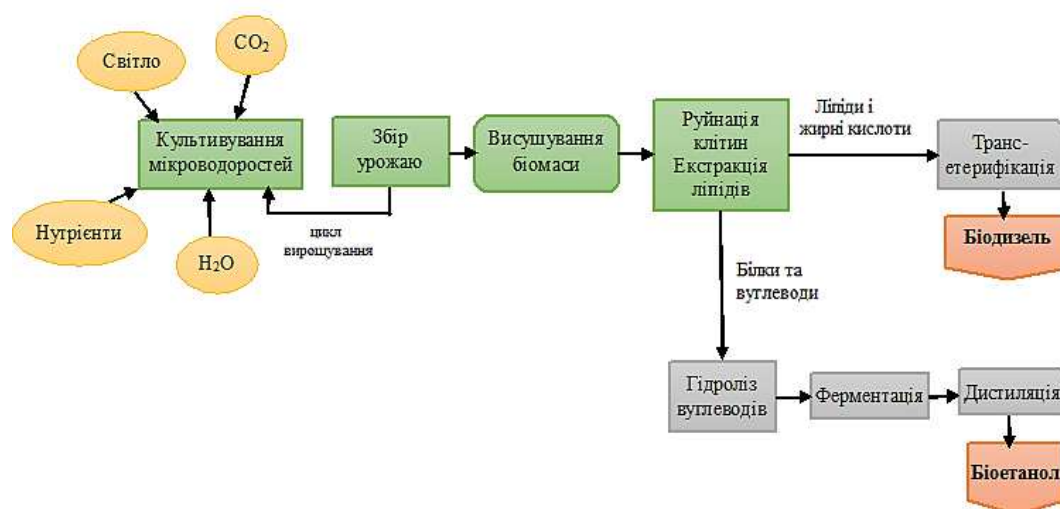 Світло
CO₂
Культивування
мікроводоростей
Нутрієнти
H₂O
Збір
урожаю
цикл
вирощування
Висушування
біомаси
Руйнація
клітин
Екстракція
ліпідів
Ліпіди і
жирні кислоти
Транс-
етерифікація
Біодизель
Білки та
вуглеводи
Гідроліз
вуглеводів
Ферментація
Дистиляція
Біоетанол